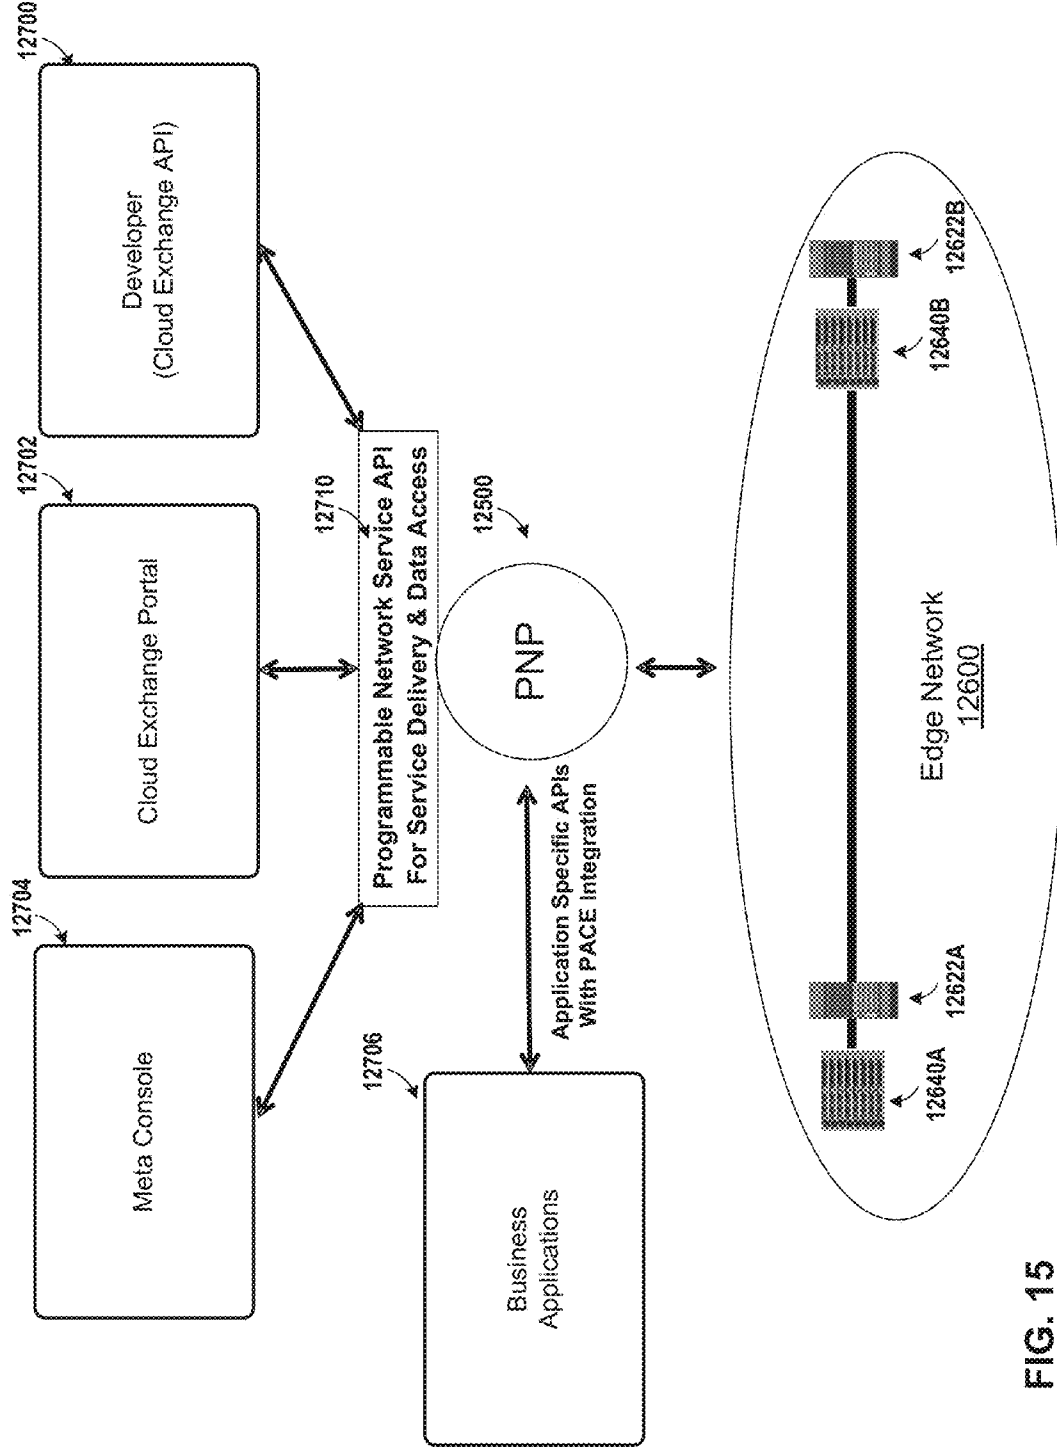 12704
12702
12700
Meta Console
Cloud Exchange Portal
Developer
(Cloud Exchange API)
12710
Programmable Network Service API
For Service Delivery & Data Access
12706
12500
Business
Applications
PNP
Application Specific APIs
With PACE Integration
12640A
12622A
12640B
12622B
Edge Network
12600
FIG. 15